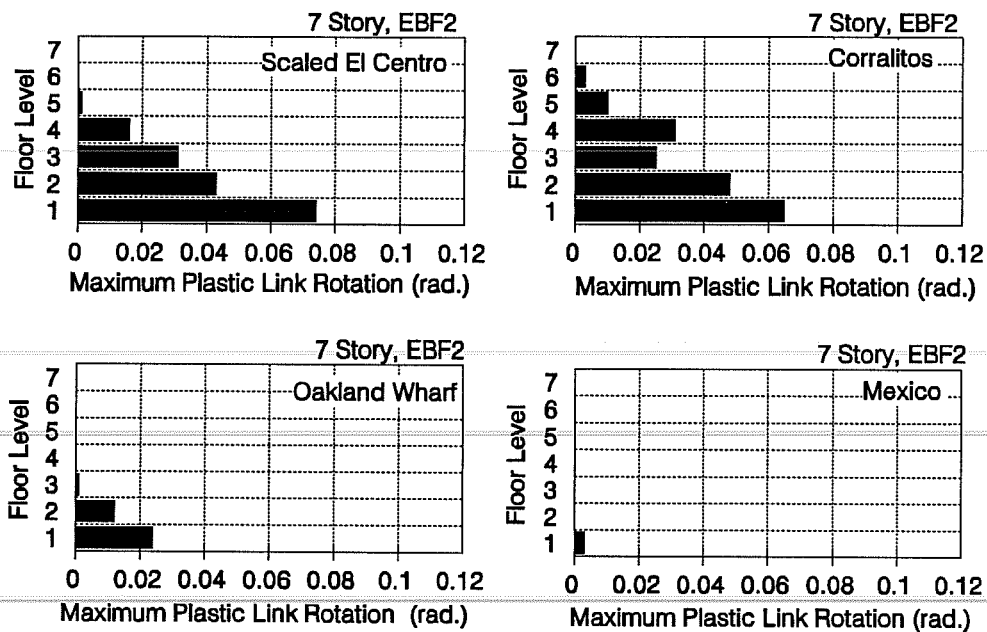 7 Story, EBF2
Scaled El Centro
Floor Level
7
6
5
4
3
2
1
0 0.02 0.04 0.06 0.08 0.1 0.12
Maximum Plastic Link Rotation (rad.)
7 Story, EBF2
Corralitos
Floor Level
7
6
5
4
3
2
1
0 0.02 0.04 0.06 0.08 0.1 0.12
Maximum Plastic Link Rotation (rad.)
7 Story, EBF2
Oakland Wharf
Floor Level
7
6
5
4
3
2
1
0 0.02 0.04 0.06 0.08 0.1 0.12
Maximum Plastic Link Rotation (rad.)
7 Story, EBF2
Mexico
Floor Level
7
6
5
4
3
2
1
0 0.02 0.04 0.06 0.08 0.1 0.12
Maximum Plastic Link Rotation (rad.)